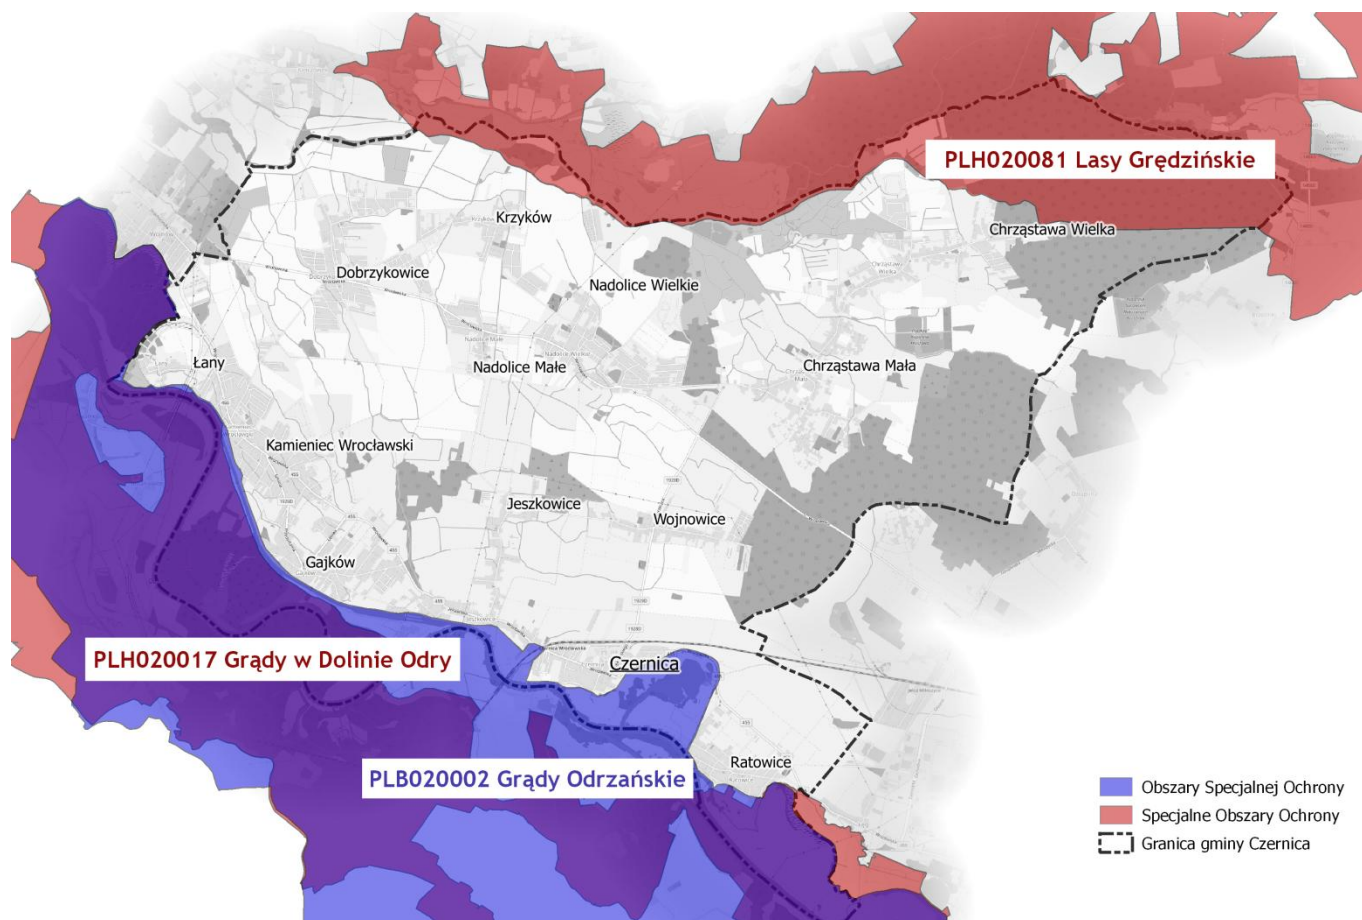 PLH020081 Lasy Grędzińskie
Krzyków
Chrząstawa Wielka
Dobrzykowice
Nadolice Wielkie
Łany
Nadolice Małe
Chrząstawa Mała
Kamieniec Wrocławski
Jeszkowice
Wojnowice
Gajków
PLH020017 Grądy w Dolinie Odry
Czernica
PLB020002 Grądy Odrzańskie
Ratowice
Obszary Specjalnej Ochrony
Specjalne Obszary Ochrony
Granica gminy Czernica